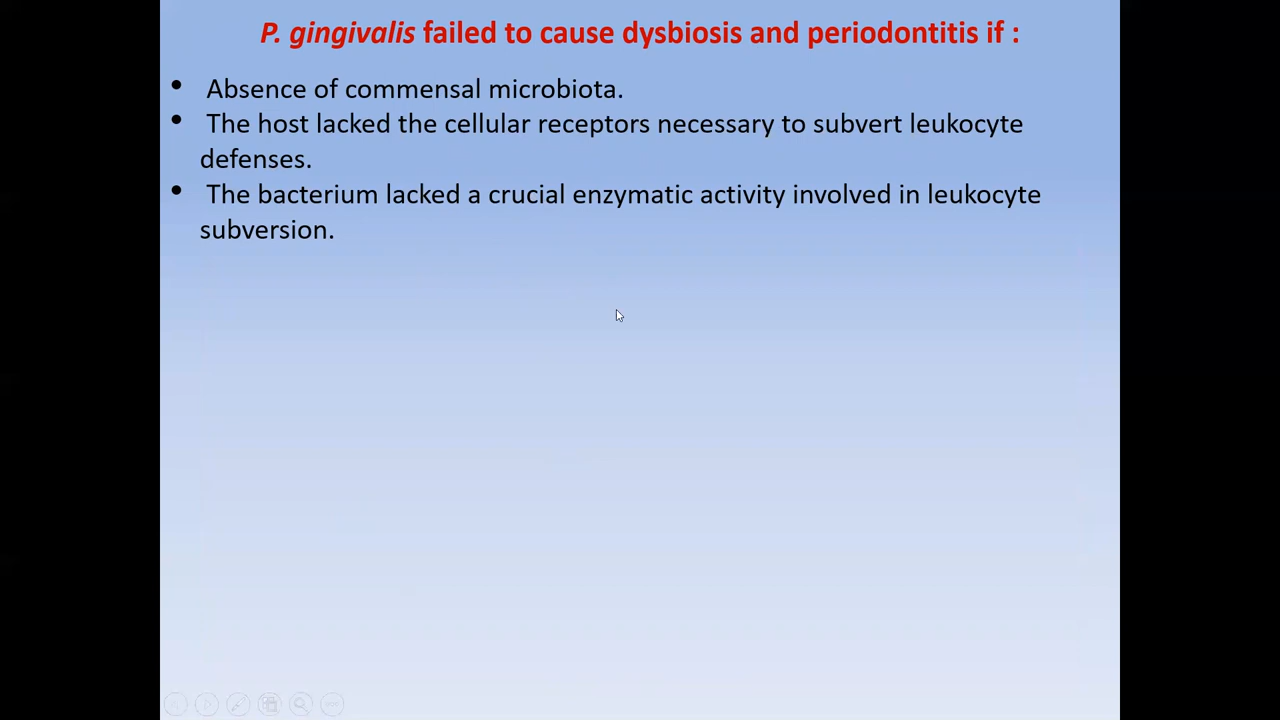 P. gingivalis failed to cause dysbiosis and periodontitis if :
• Absence of commensal microbiota.
• The host lacked the cellular receptors necessary to subvert leukocyte
defenses.
• The bacterium lacked a crucial enzymatic activity involved in leukocyte
subversion.